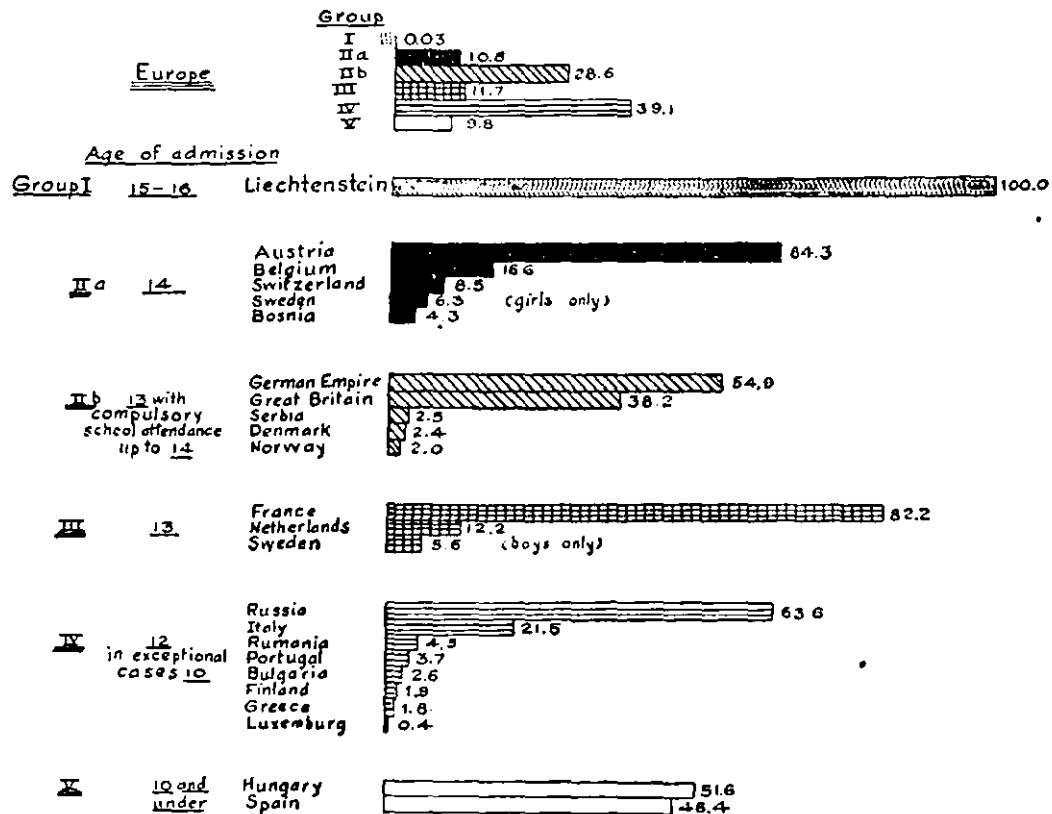 Group
I 0.03
IIa 10.8
Europe IIb 28.6
III 11.7
IV 39.1
V 9.8
Age of admission
Group I 15-16 Liechtenstein 100.0
Austria 64.3
Belgium 16.6
IIa 14 Switzerland 8.5
Sweden 6.3 (girls only)
Bosnia 4.3
German Empire 54.9
IIb 13 with Great Britain 38.2
compulsory Serbia 2.5
school attendance Denmark 2.4
up to 14 Norway 2.0
France 82.2
III 13 Netherlands 12.2
Sweden 5.6 (boys only)
Russia 63.6
Italy 21.5
IV 12 Rumania 4.5
in exceptional Portugal 3.7
cases 10 Bulgaria 2.6
Finland 1.9
Greece 1.8
Luxemburg 0.4
V 10 and Hungary 51.6
under Spain 48.4